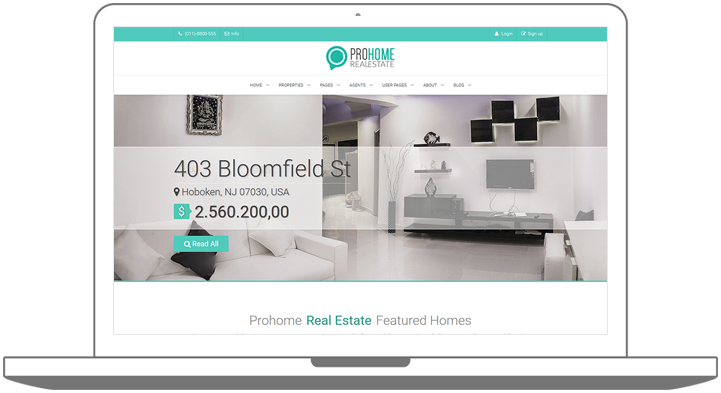 (011)-8800-555 Info Login Sign up
PROHOME
REALESTATE
HOME PROPERTIES PAGES AGENTS USER PAGES ABOUT BLOG
403 Bloomfield St
Hoboken, NJ 07030, USA
$ 2.560.200,00
Read All
Prohome Real Estate Featured Homes